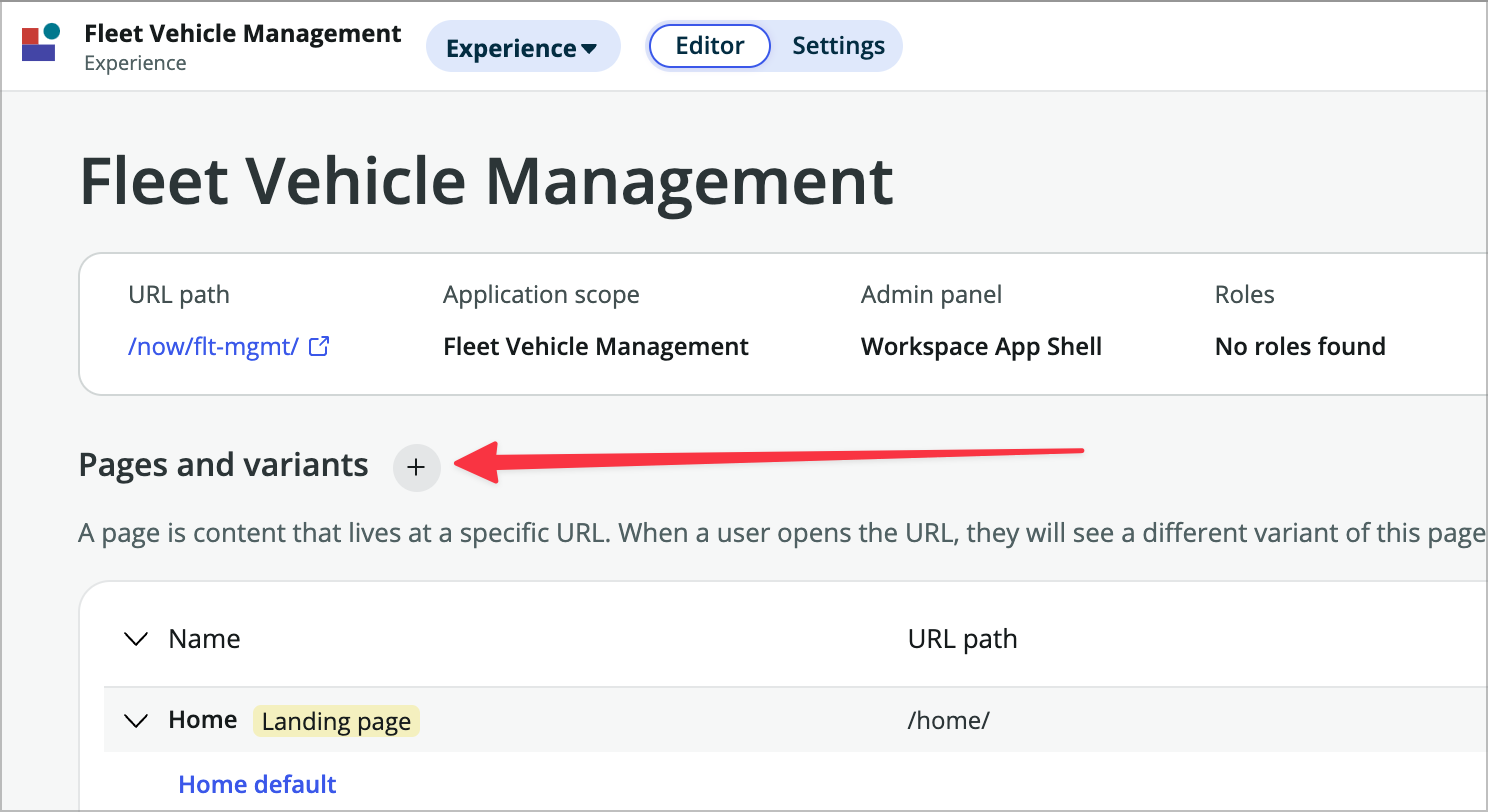 Fleet Vehicle Management
Experience
Experience
Editor
Settings
Fleet Vehicle Management
URL path
Application scope
Admin panel
Roles
/now/flt-mgmt/
Fleet Vehicle Management
Workspace App Shell
No roles found
Pages and variants
+
A page is content that lives at a specific URL. When a user opens the URL, they will see a different variant of this page
Name
URL path
Home
Landing page
/home/
Home default